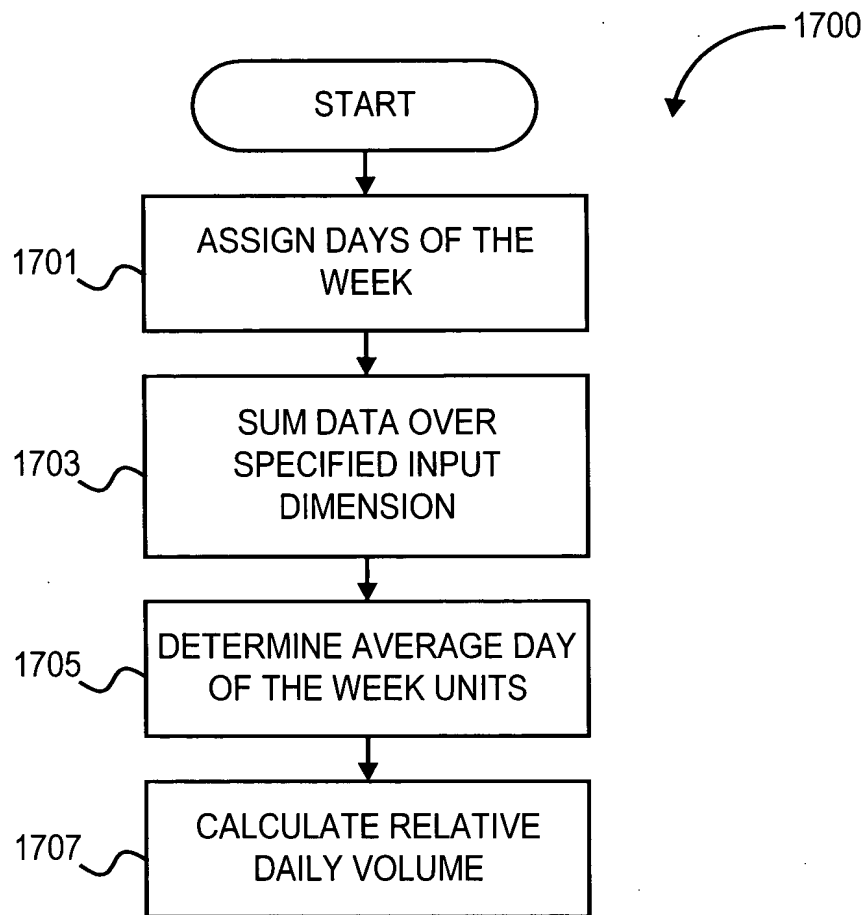 1700
START
1701
ASSIGN DAYS OF THE
WEEK
1703
SUM DATA OVER
SPECIFIED INPUT
DIMENSION
1705
DETERMINE AVERAGE DAY
OF THE WEEK UNITS
1707
CALCULATE RELATIVE
DAILY VOLUME